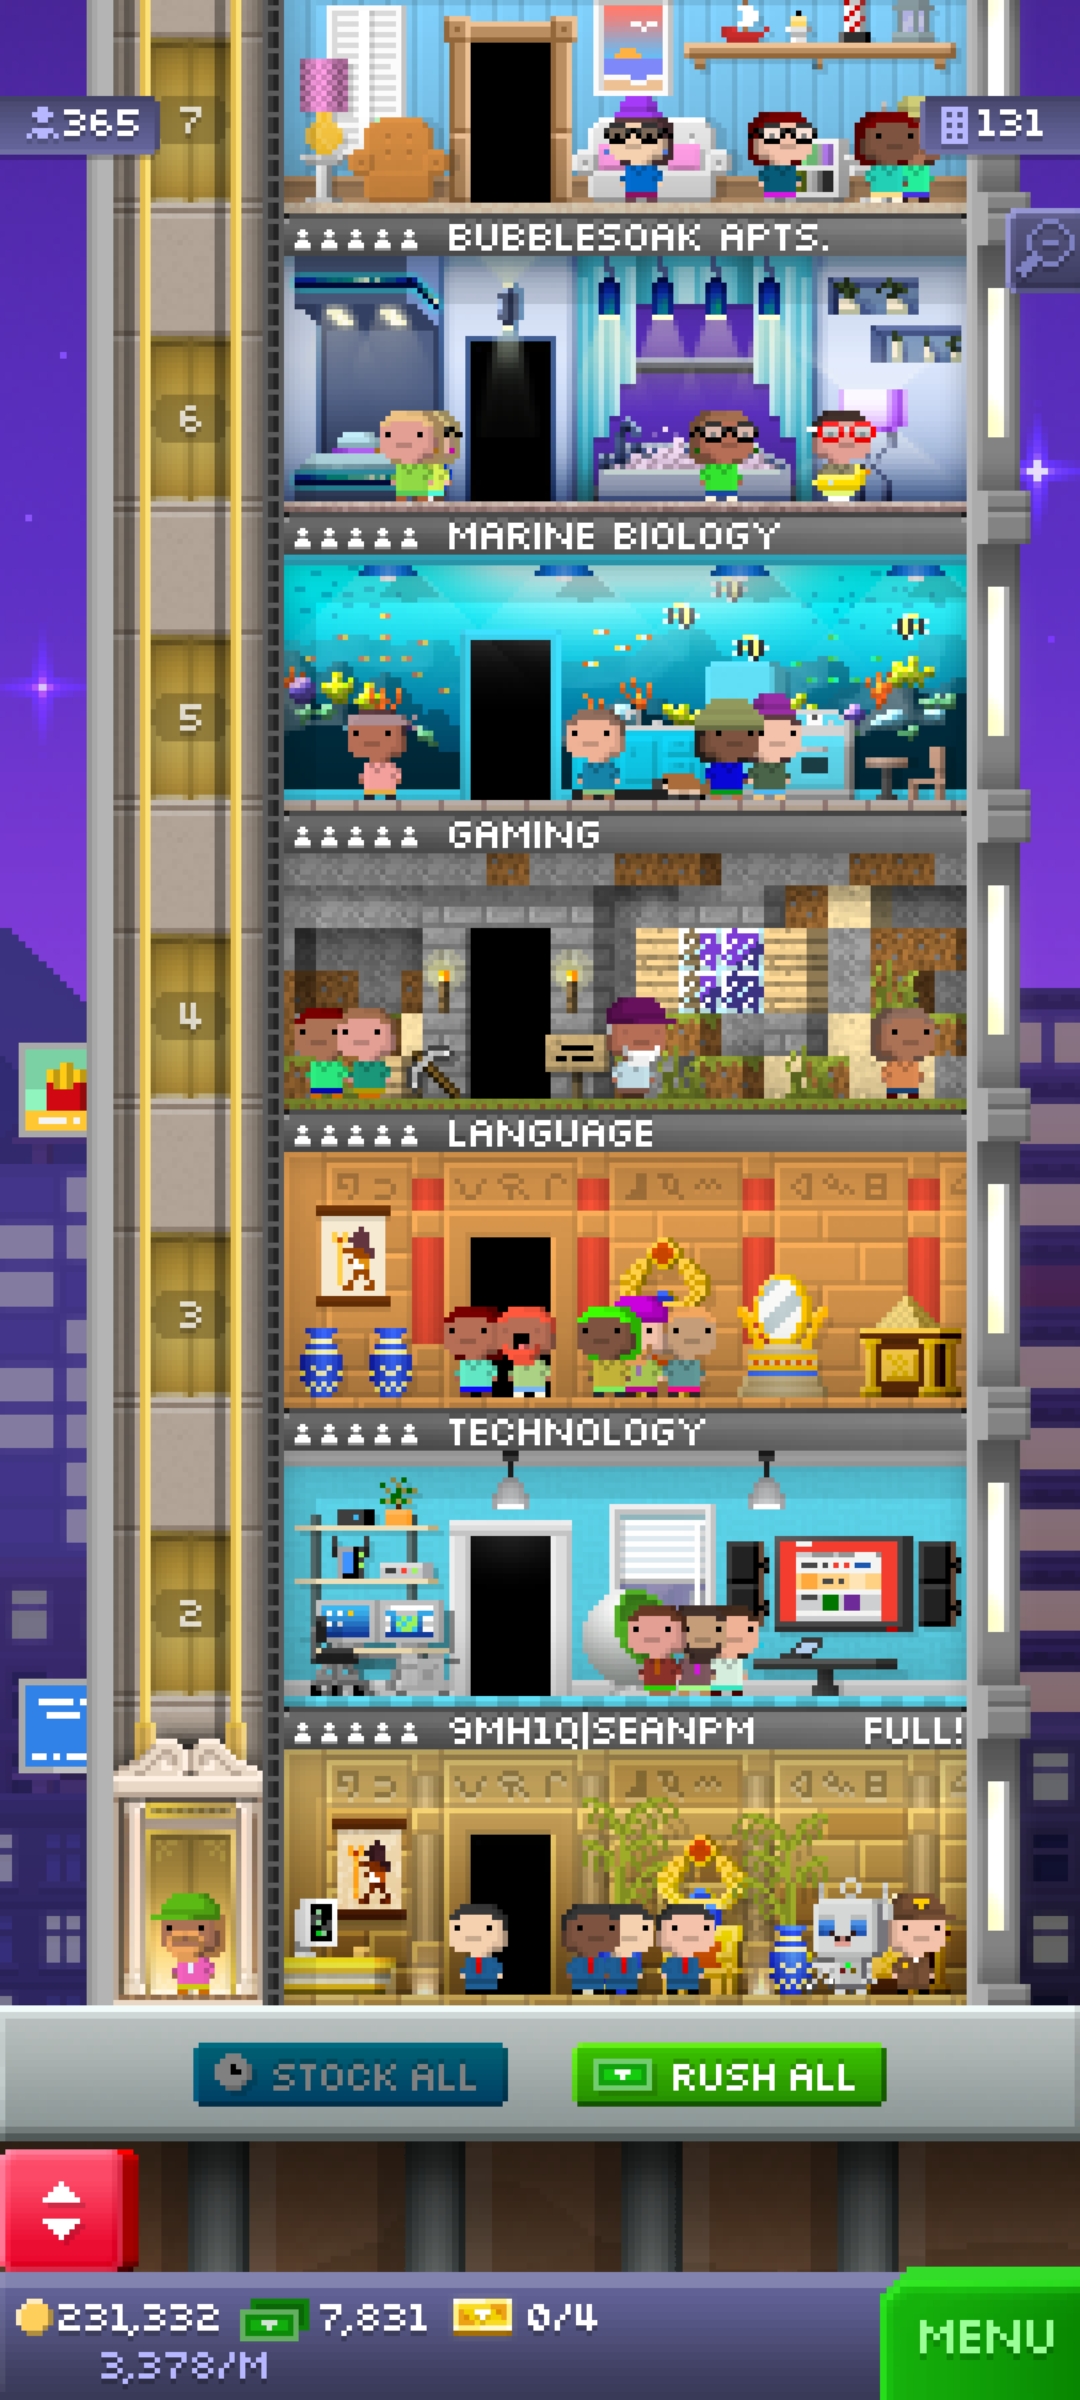 365
7
131
BUBBLESOAK APTS.
6
MARINE BIOLOGY
5
GAMING
4
LANGUAGE
3
TECHNOLOGY
2
9MH1Q|SEANPM FULL!
STOCK ALL
RUSH ALL
231,332 7,831 0/4
3,378/M
MENU